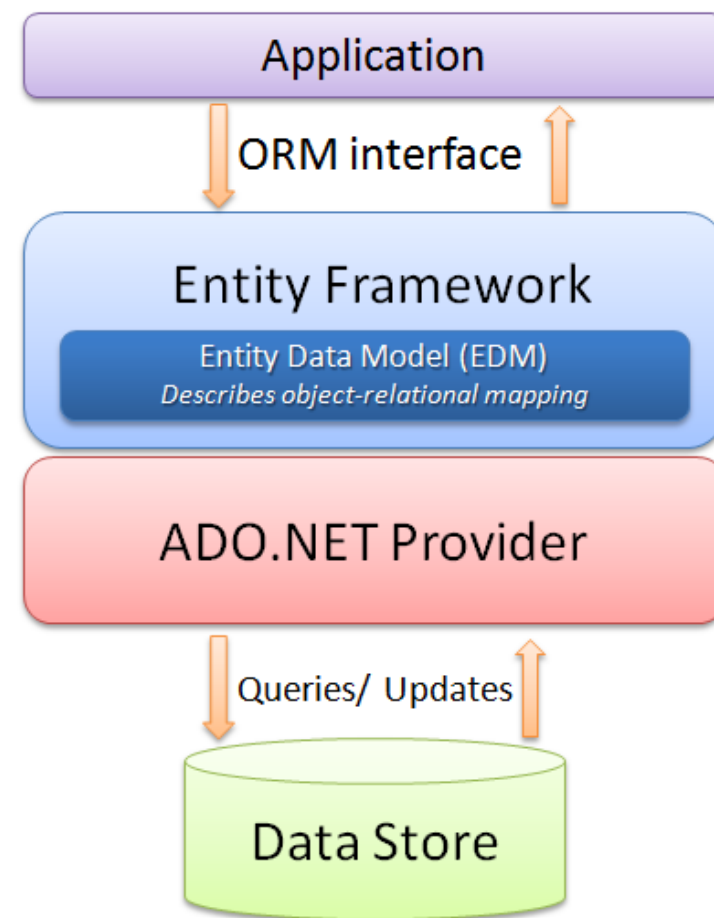 Application
ORM interface
Entity Framework
Entity Data Model (EDM)
Describes object-relational mapping
ADO.NET Provider
Queries/ Updates
Data Store